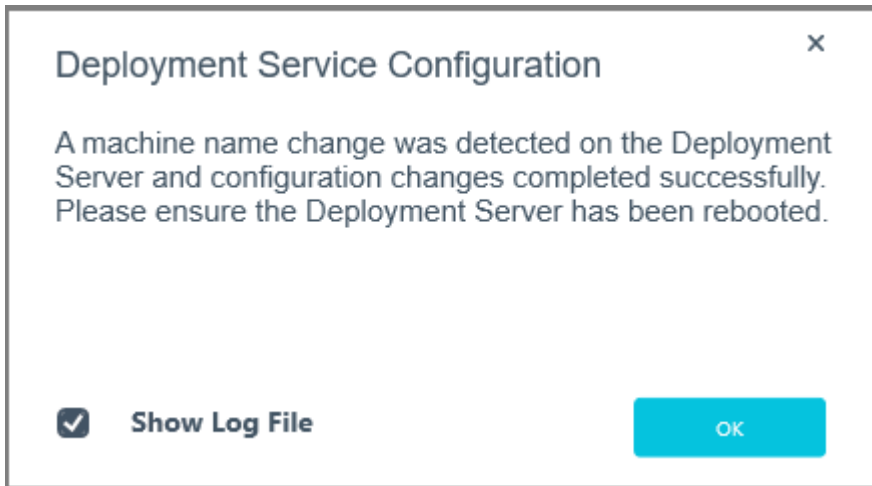 ×
Deployment Service Configuration
A machine name change was detected on the Deployment
Server and configuration changes completed successfully.
Please ensure the Deployment Server has been rebooted.
Show Log File
OK